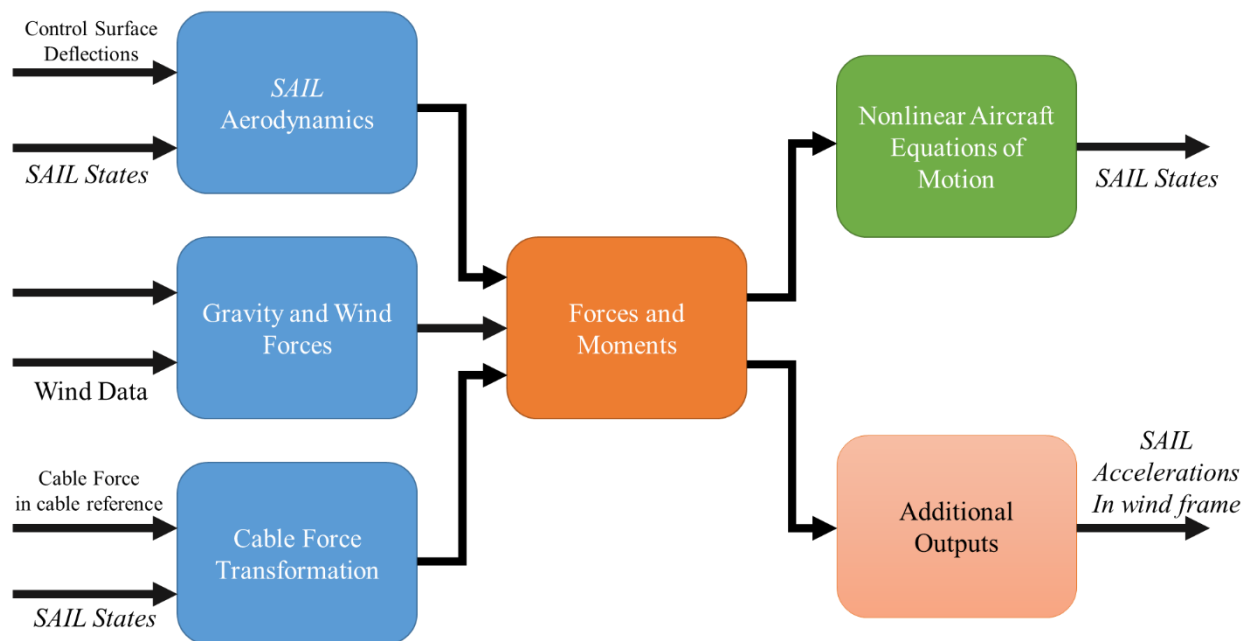 Control Surface
Deflections
SAIL States
SAIL
Aerodynamics
Wind Data
Gravity and Wind
Forces
Cable Force
in cable reference
SAIL States
Cable Force
Transformation
Forces and
Moments
Nonlinear Aircraft
Equations of
Motion
SAIL States
Additional
Outputs
SAIL
Accelerations
In wind frame